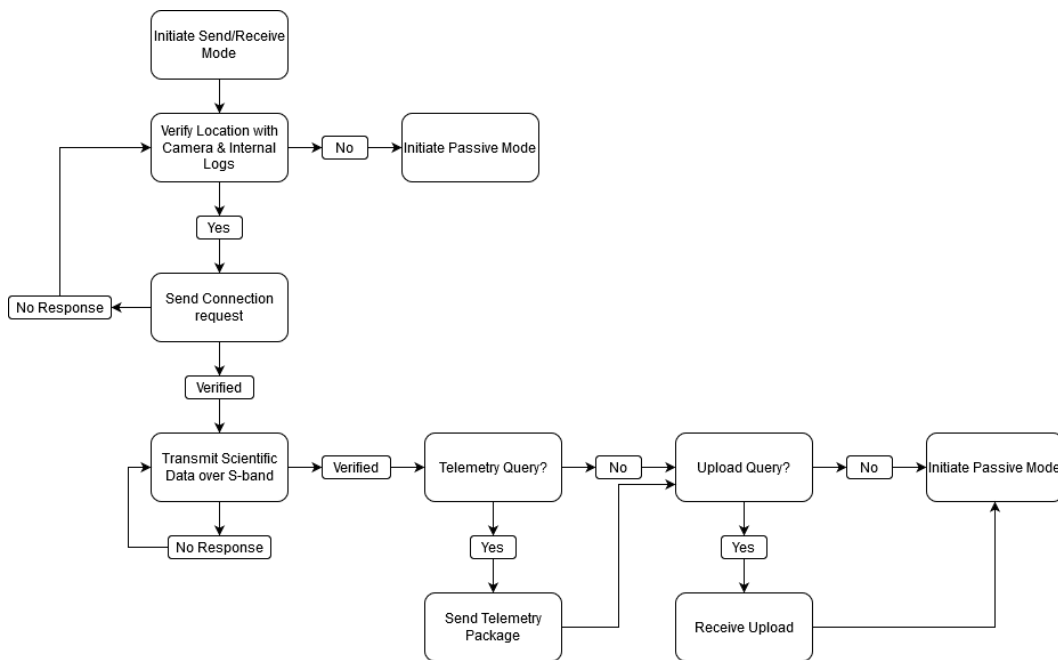 Initiate Send/Receive
Mode
Verify Location with
Camera & Internal
Logs
No
Initiate Passive Mode
Yes
Send Connection
request
No Response
Verified
Transmit Scientific
Data over S-band
Verified
Telemetry Query?
No
Upload Query?
No
Initiate Passive Mode
No Response
Yes
Yes
Send Telemetry
Package
Receive Upload